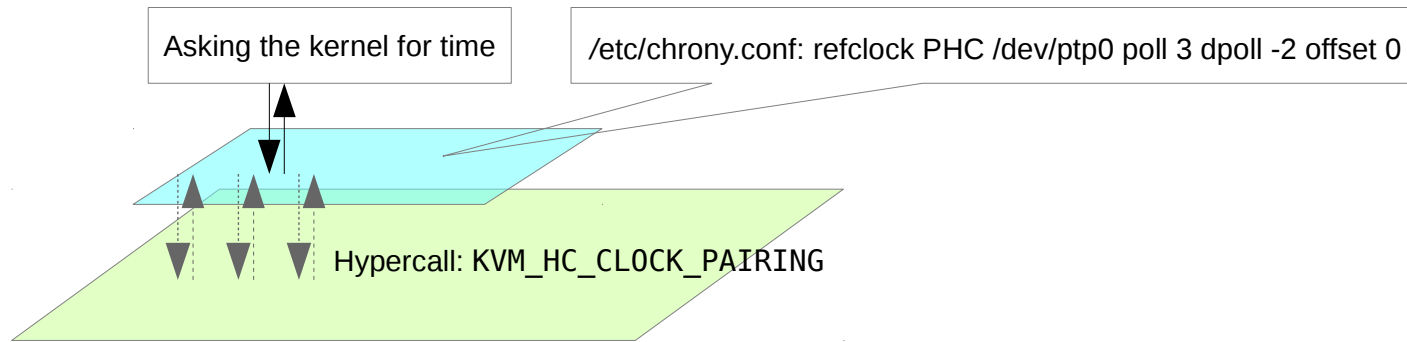 Asking the kernel for time
/etc/chrony.conf: refclock PHC /dev/ptp0 poll 3 dpoll -2 offset 0
Hypercall: KVM_HC_CLOCK_PAIRING